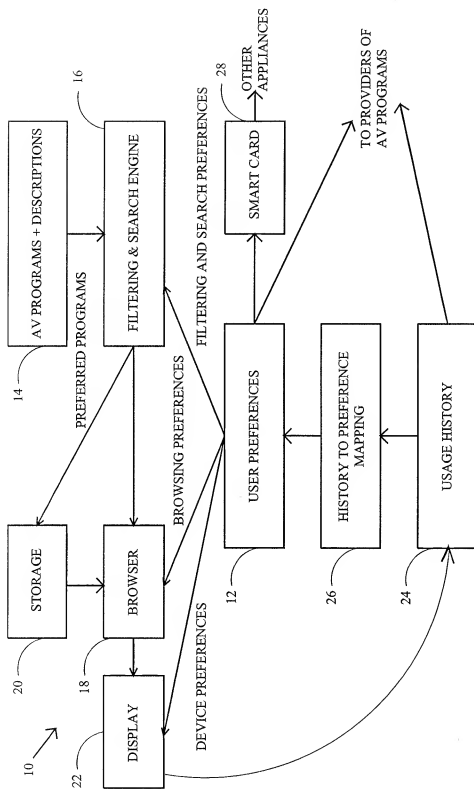 10
22
DISPLAY
20
STORAGE
18
BROWSER
14
AV PROGRAMS + DESCRIPTIONS
16
FILTERING & SEARCH ENGINE
PREFERRED PROGRAMS
DEVICE PREFERENCES
BROWSING PREFERENCES
FILTERING AND SEARCH PREFERENCES
12
USER PREFERENCES
28
SMART CARD
OTHER
APPLIANCES
26
HISTORY TO PREFERENCE
MAPPING
24
USAGE HISTORY
TO PROVIDERS OF
AV PROGRAMS